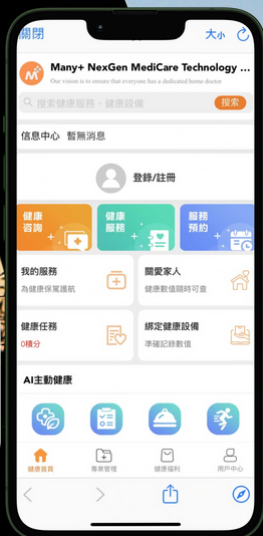 關閉
大小
Many+ NexGen MediCare Technology ...
Our vision is to ensure that everyone has a dedicated home doctor
搜索健康服務、健康設備
搜索
信息中心 暫無消息
登錄/註冊
健康
咨詢
健康
服務
服務
預約
我的服務
為健康保駕護航
關愛家人
健康數值隨時可查
健康任務
0積分
綁定健康設備
準確記錄數值
AI主動健康
健康首頁
專案管理
健康福利
用戶中心